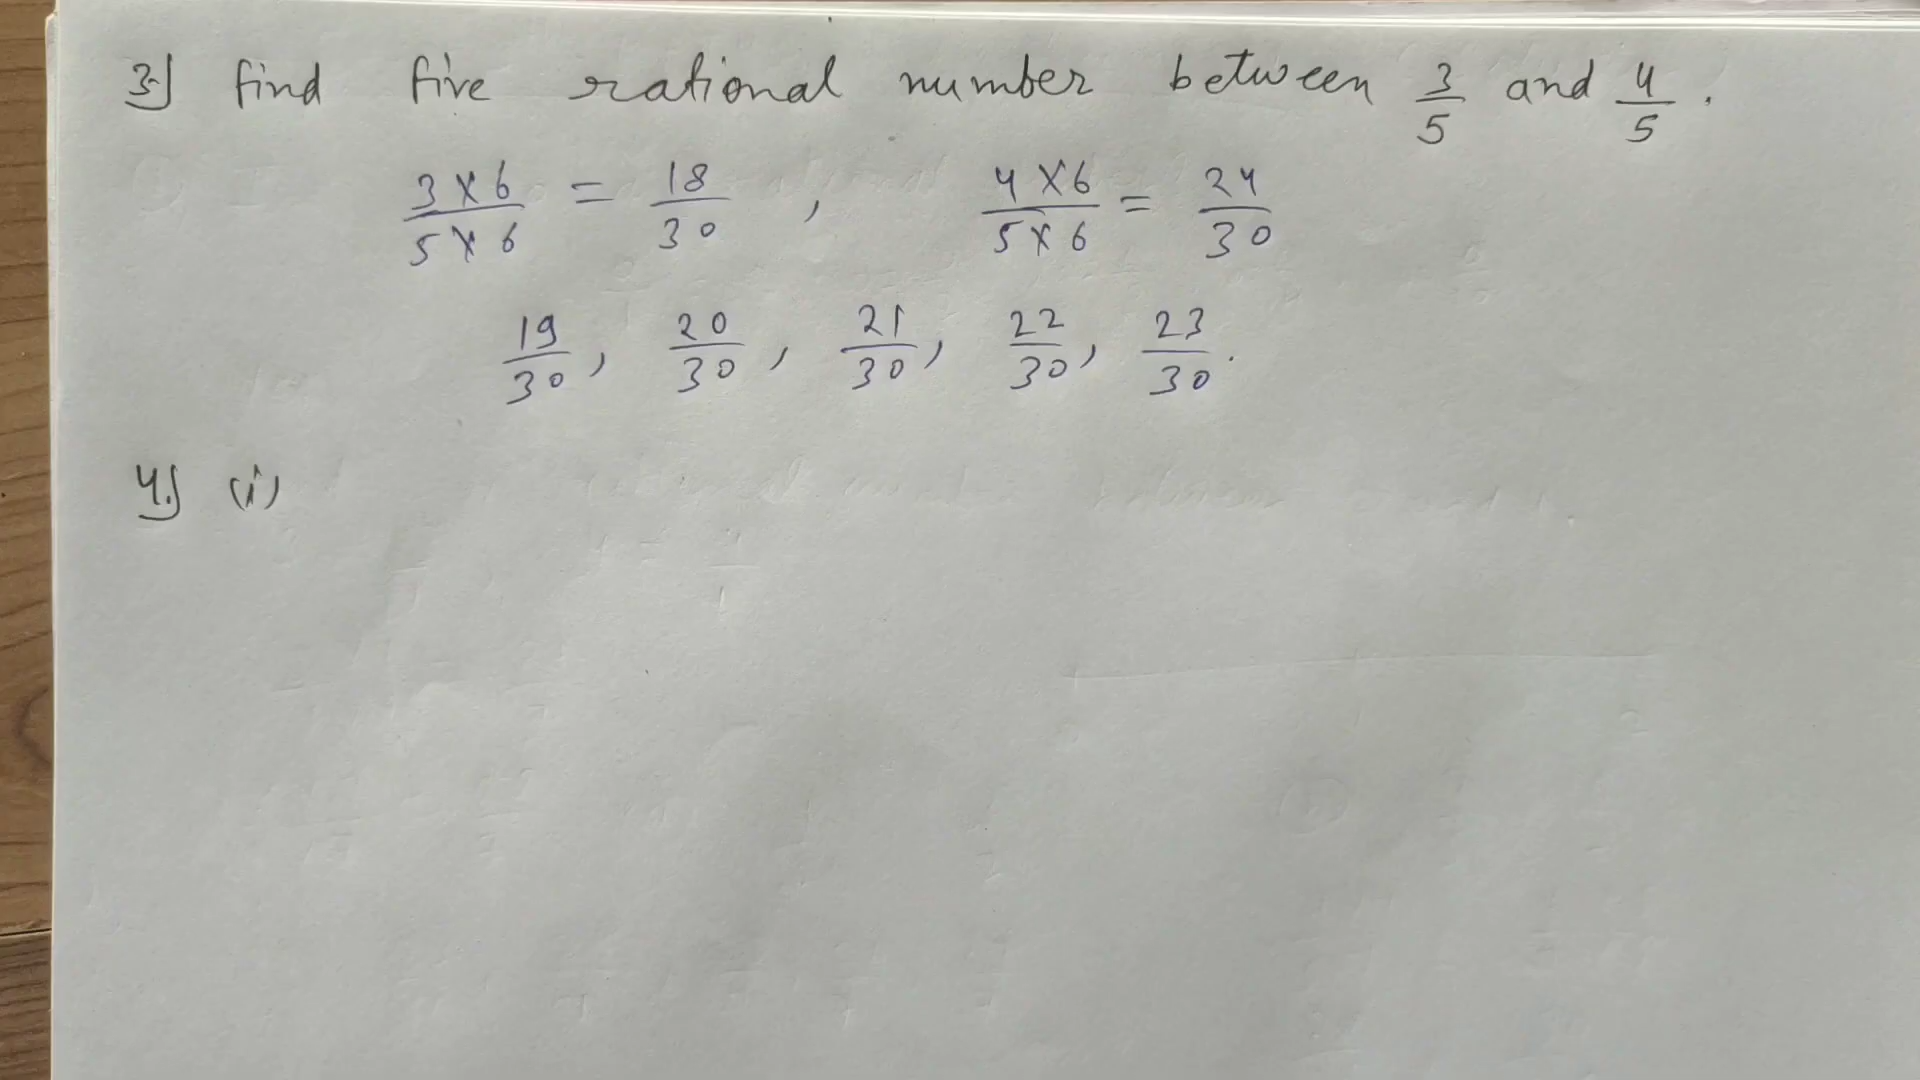 3.) find five rational number between 3/5 and 4/5.
3×6/5×6 = 18/30 , 4×6/5×6 = 24/30
19/30, 20/30, 21/30, 22/30, 23/30.
4.) (i)